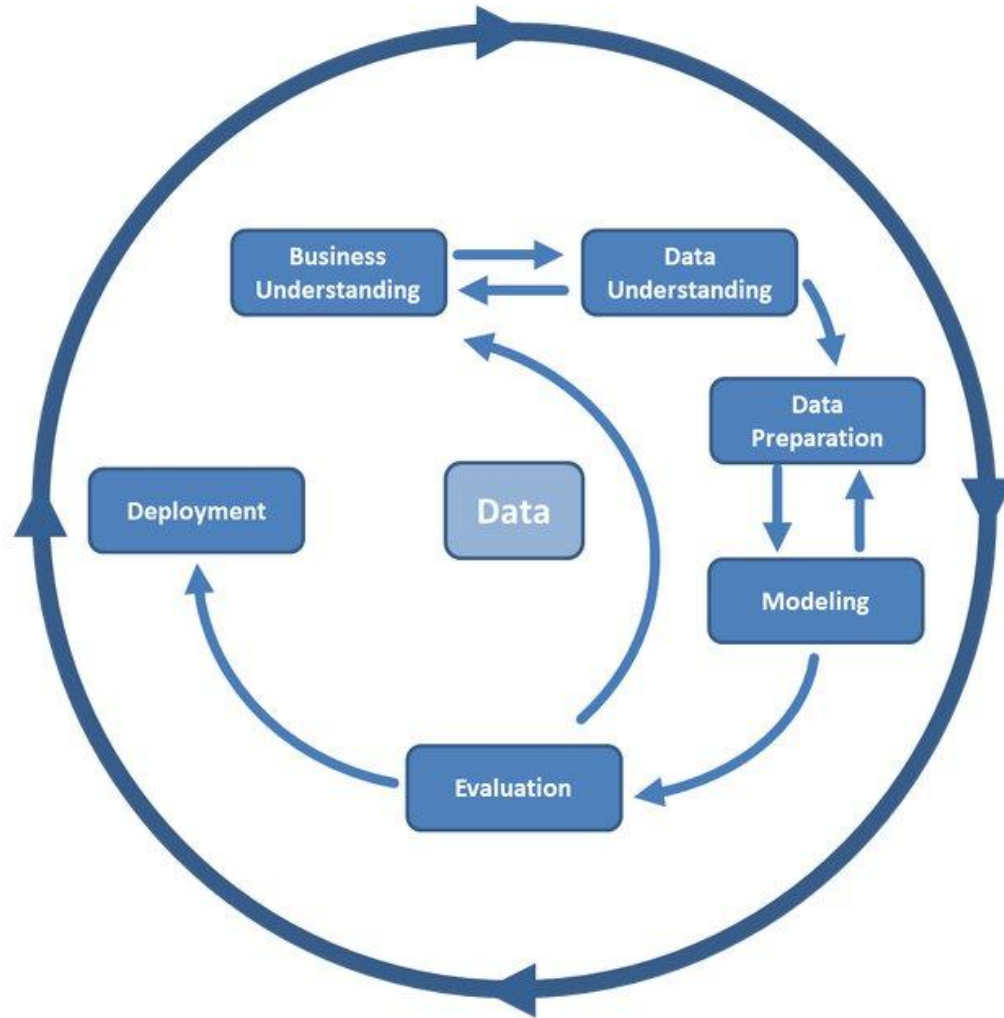 Business
Understanding
Data
Understanding
Data
Preparation
Modeling
Evaluation
Deployment
Data